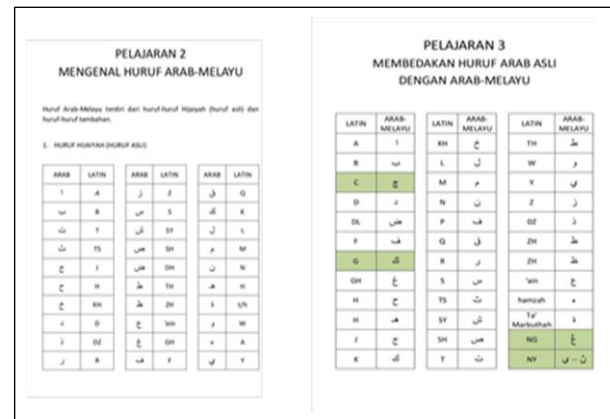 PELAJARAN 2
MENGENAL HURUF ARAB-MELAYU
Huruf Arab-Melayu terdiri dari huruf-huruf Hijaiyah (huruf asli) dan
huruf-huruf tambahan.
1. HURUF HIJAIYAH (HURUF ASLI)
ARAB LATIN ARAB LATIN ARAB LATIN
ا A ز Z ق Q
ب B س S ك K
ت T ش SY ل L
ث TS ص SH م M
ج J ض DH ن N
ح H ط TH ه H
خ KH ظ ZH ة t/h
د D ع 'ain و W
ذ DZ غ GH ء A
ر R ف F ي Y
PELAJARAN 3
MEMBEDAKAN HURUF ARAB ASLI
DENGAN ARAB-MELAYU
LATIN ARAB-MELAYU LATIN ARAB-MELAYU LATIN ARAB-MELAYU
A ا KH خ TH ط
B ب L ل W و
C M م Y ي
D د N ن Z ز
DL ض P ف DZ ذ
F ف Q ق ZH ظ
G R ر ZH ظ
GH غ S س 'ain ع
H ح TS ث hamzah ء
H ه SY ش Ta' Marbuthah ة
J ج SH ص NG
K ك T ت NY